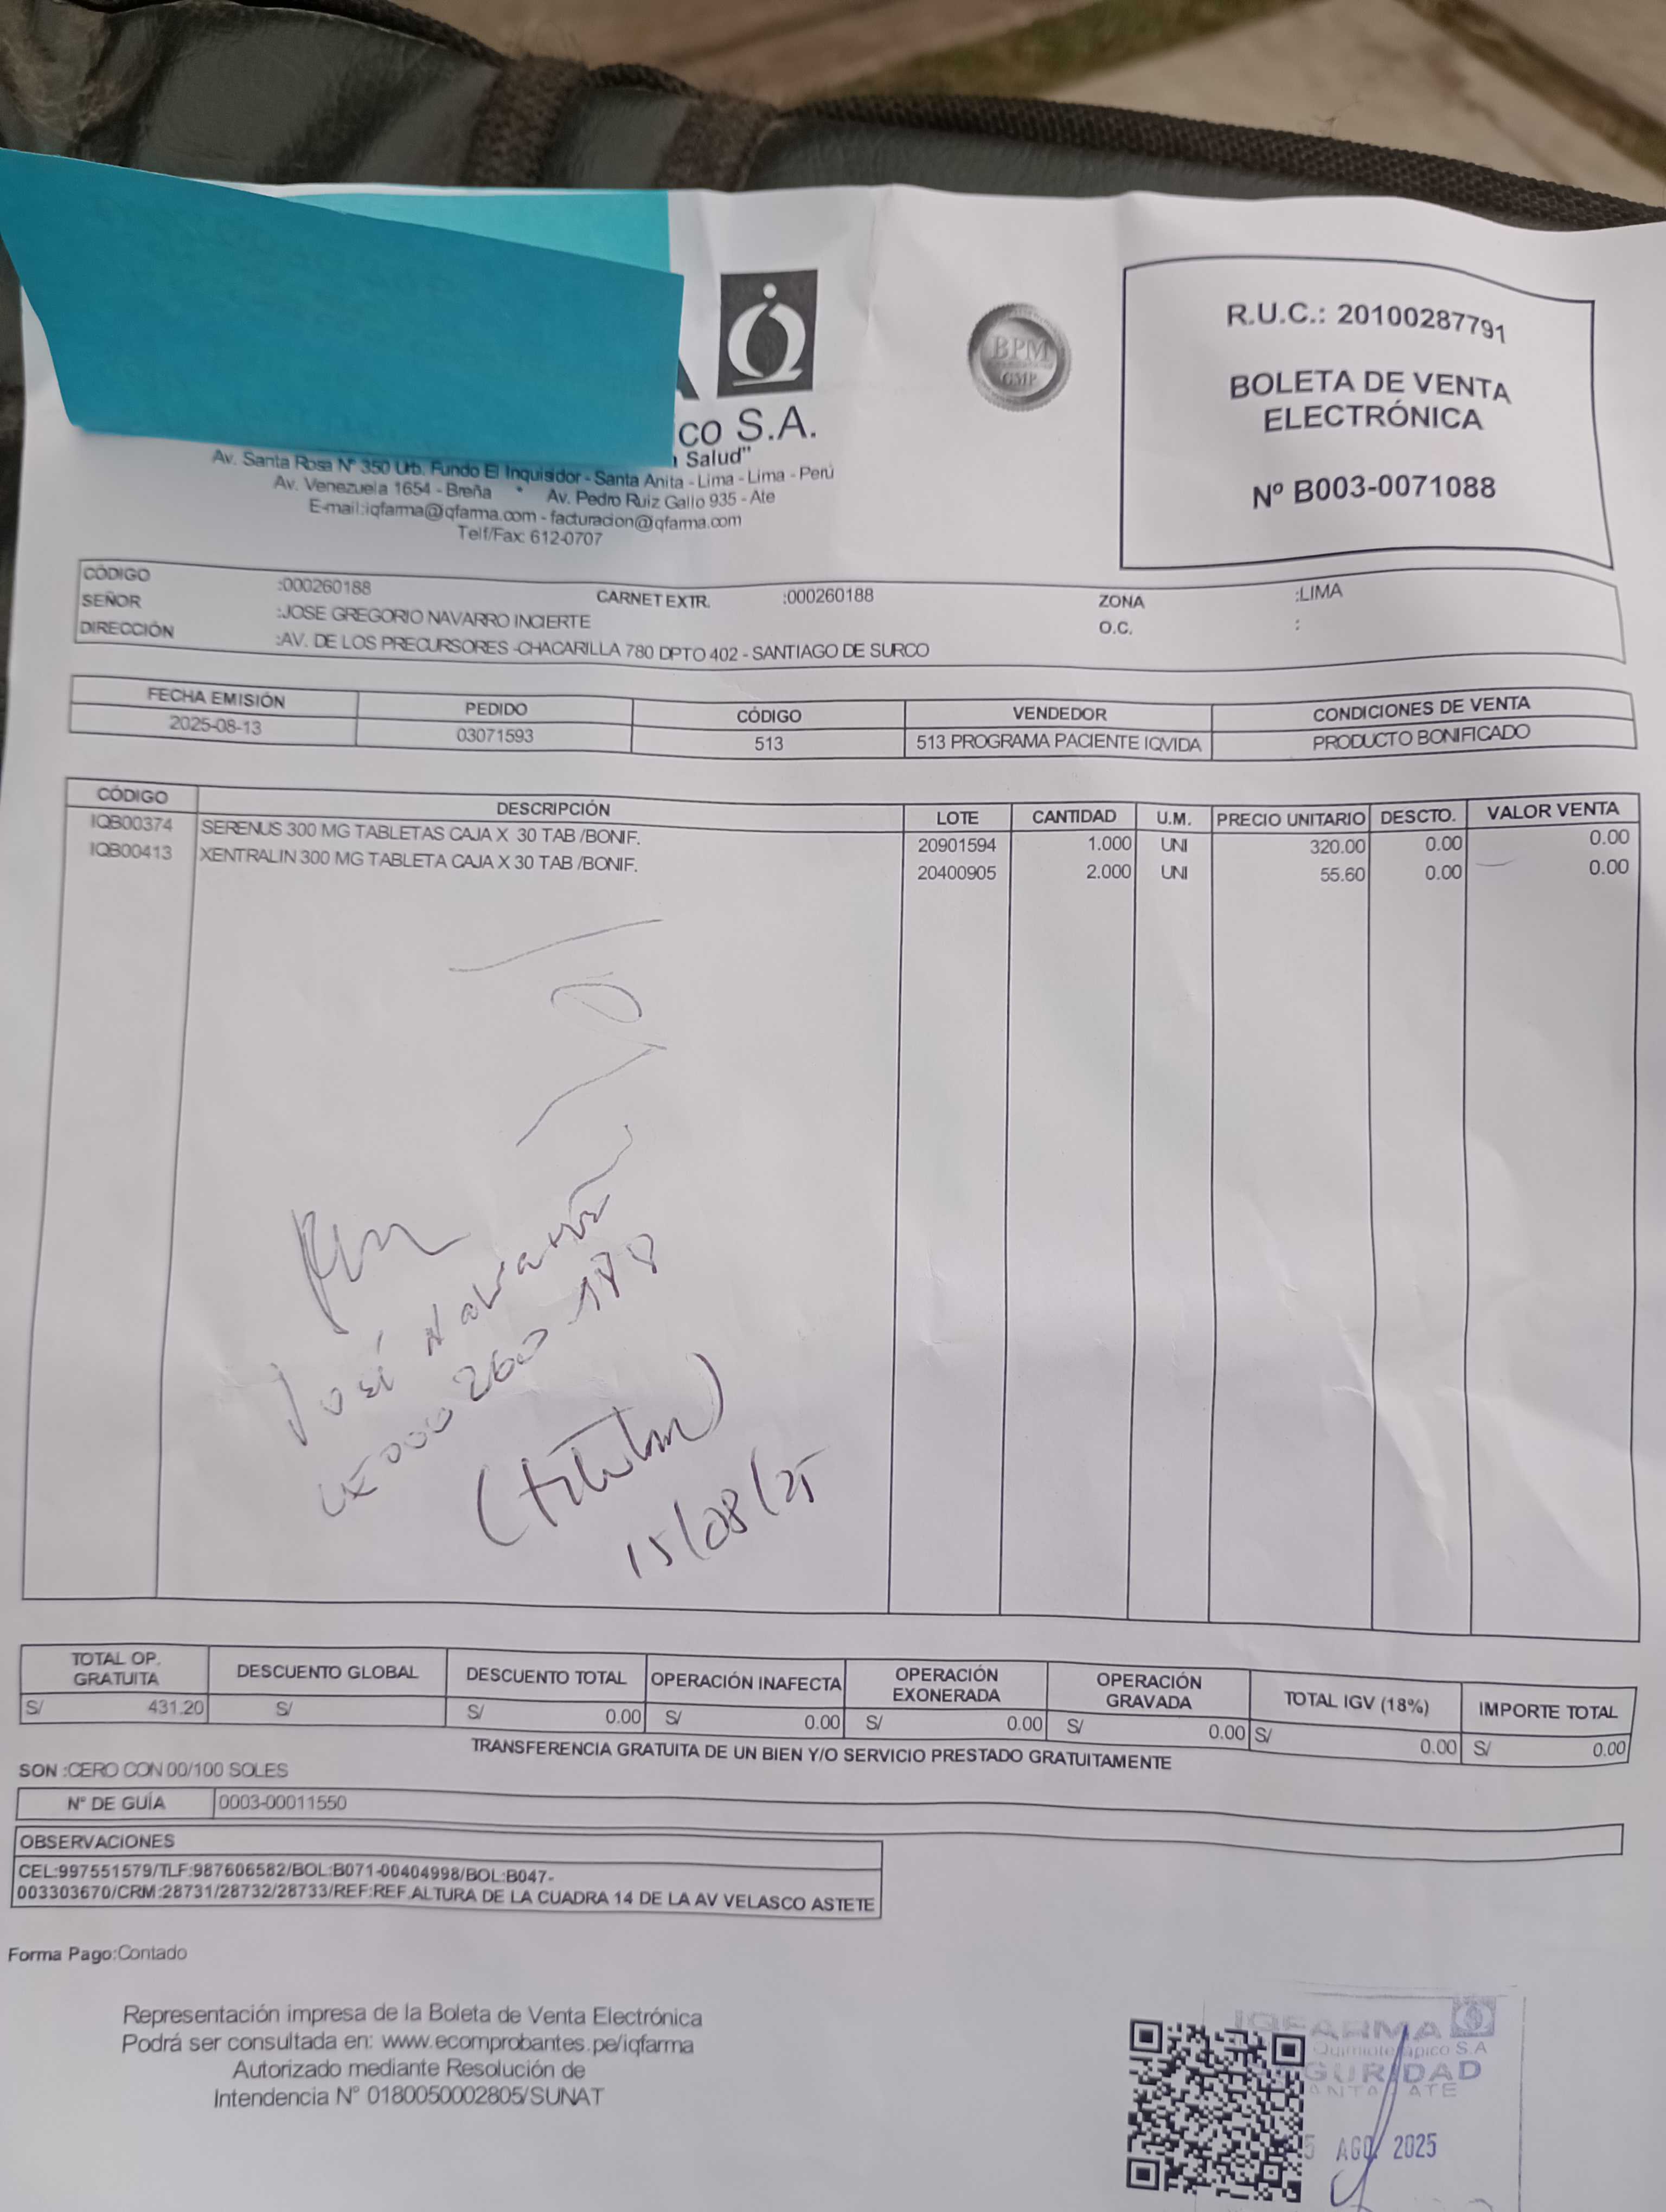 co S.A.
n Salud"
Av. Santa Rosa Nº 350 Urb. Fundo El Inquisidor - Santa Anita - Lima - Lima - Perú
Av. Venezuela 1654 - Breña * Av. Pedro Ruiz Gallo 935 - Ate
E-mail:iqfarma@iqfarma.com - facturacion@iqfarma.com
Telf/Fax: 612-0707
BPM
GMP
R.U.C.: 20100287791
BOLETA DE VENTA
ELECTRÓNICA
Nº B003-0071088
CÓDIGO :000260188 CARNET EXTR. :000260188 ZONA :LIMA
SEÑOR :JOSE GREGORIO NAVARRO INCIERTE O.C. :
DIRECCIÓN :AV. DE LOS PRECURSORES -CHACARILLA 780 DPTO 402 - SANTIAGO DE SURCO
FECHA EMISIÓN PEDIDO CÓDIGO VENDEDOR CONDICIONES DE VENTA
2025-08-13 03071593 513 513 PROGRAMA PACIENTE IQVIDA PRODUCTO BONIFICADO
CÓDIGO DESCRIPCIÓN LOTE CANTIDAD U.M. PRECIO UNITARIO DESCTO. VALOR VENTA
IQB00374 SERENUS 300 MG TABLETAS CAJA X 30 TAB /BONIF. 20901594 1.000 UNI 320.00 0.00 0.00
IQB00413 XENTRALIN 300 MG TABLETA CAJA X 30 TAB /BONIF. 20400905 2.000 UNI 55.60 0.00 0.00
José Navarro
CE 000260188
(titular)
15/08/25
TOTAL OP. GRATUITA DESCUENTO GLOBAL DESCUENTO TOTAL OPERACIÓN INAFECTA OPERACIÓN EXONERADA OPERACIÓN GRAVADA TOTAL IGV (18%) IMPORTE TOTAL
S/ 431.20 S/ S/ 0.00 S/ 0.00 S/ 0.00 S/ 0.00 S/ 0.00 S/ 0.00
TRANSFERENCIA GRATUITA DE UN BIEN Y/O SERVICIO PRESTADO GRATUITAMENTE
SON :CERO CON 00/100 SOLES
N° DE GUÍA 0003-00011550
OBSERVACIONES
CEL:997551579/TLF:987606582/BOL:B071-00404998/BOL:B047-
003303670/CRM:28731/28732/28733/REF:REF.ALTURA DE LA CUADRA 14 DE LA AV VELASCO ASTETE
Forma Pago:Contado
Representación impresa de la Boleta de Venta Electrónica
Podrá ser consultada en: www.ecomprobantes.pe/iqfarma
Autorizado mediante Resolución de
Intendencia N° 0180050002805/SUNAT
IQFARMA
Quimioterápico S.A
GURIDAD
ANTA ATE
5 AGO 2025